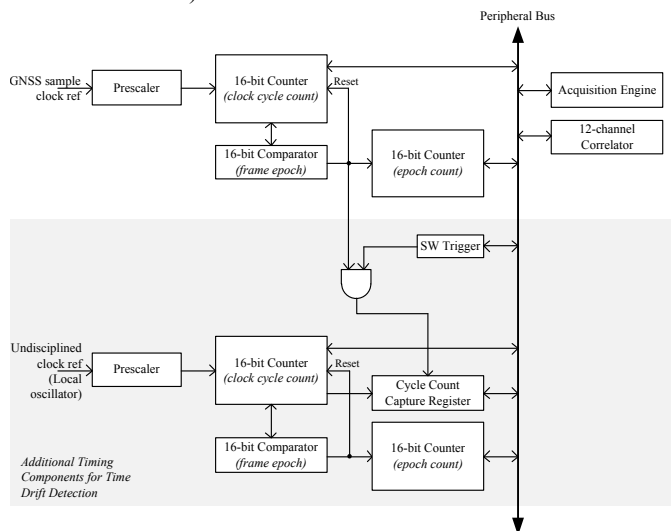 )
Peripheral Bus
GNSS sample
clock ref
Prescaler
16-bit Counter
(clock cycle count)
Reset
Acquisition Engine
12-channel
Correlator
16-bit Comparator
(frame epoch)
16-bit Counter
(epoch count)
SW Trigger
Undisciplined
clock ref
(Local
oscillator)
Prescaler
16-bit Counter
(clock cycle count)
Reset
Cycle Count
Capture Register
16-bit Comparator
(frame epoch)
16-bit Counter
(epoch count)
Additional Timing
Components for Time
Drift Detection